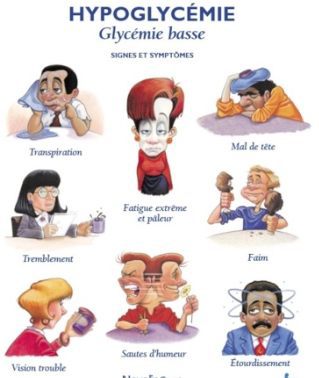 HYPOGLYCÉMIE
Glycémie basse
SIGNES ET SYMPTÔMES
Transpiration
Mal de tête
Fatigue extrême
et pâleur
Tremblement
Faim
Vision trouble
Sautes d'humeur
Étourdissement